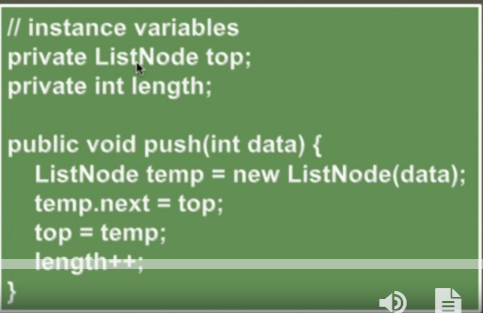 // instance variables
private ListNode top;
private int length;
public void push(int data) {
ListNode temp = new ListNode(data);
temp.next = top;
top = temp;
length++;
}